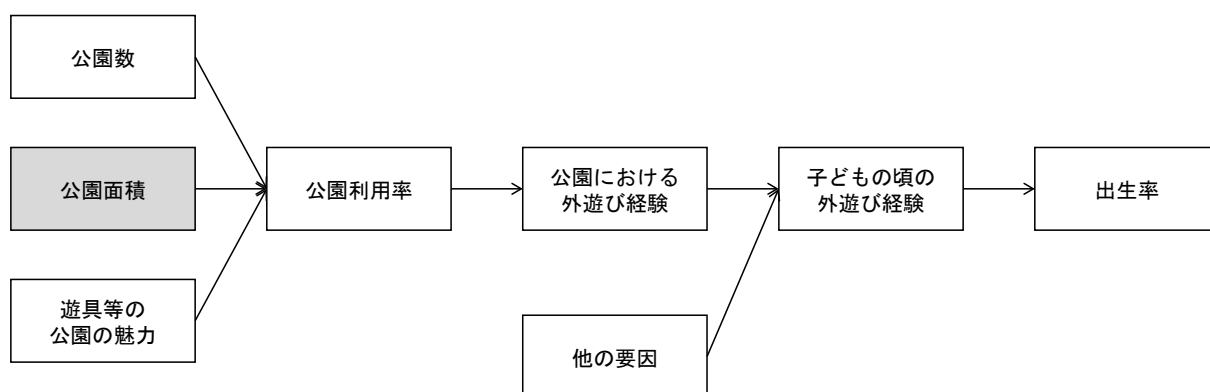 公園数
公園面積
遊具等の
公園の魅力
公園利用率
公園における
外遊び経験
他の要因
子どもの頃の
外遊び経験
出生率